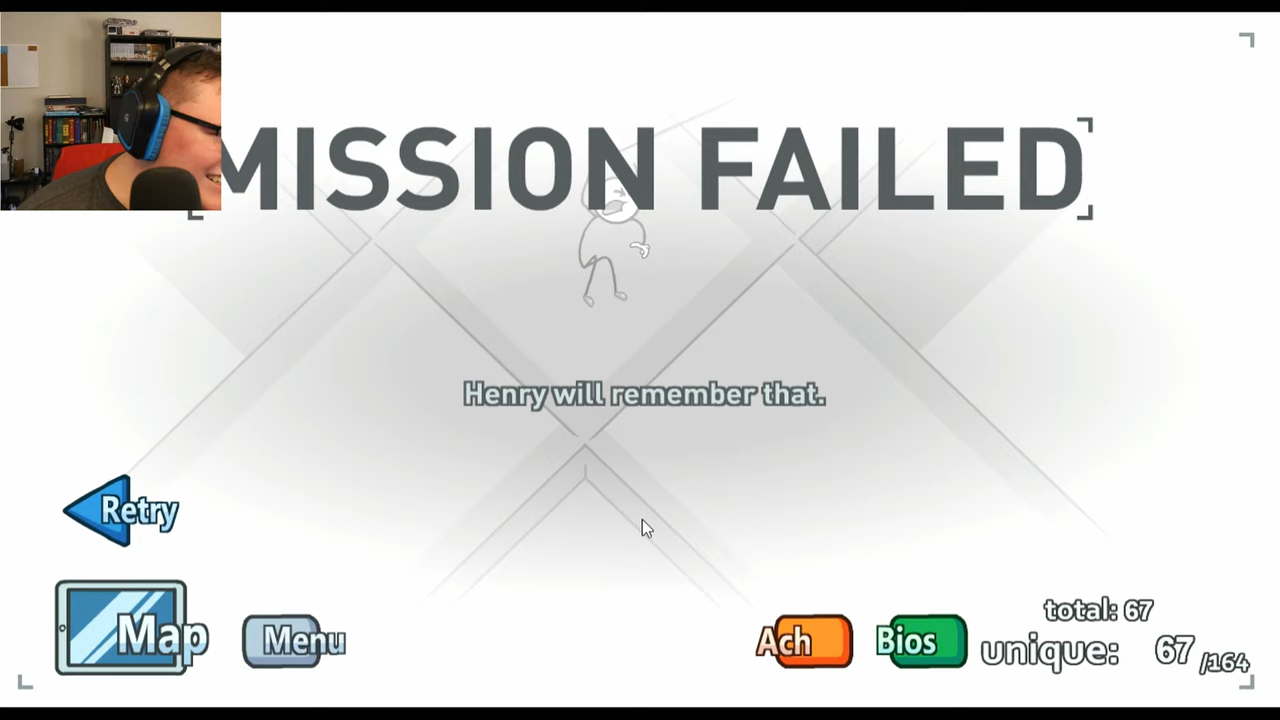 MISSION FAILED
Henry will remember that.
Retry
Map
Menu
Ach
Bios
total: 67
unique: 67 /164